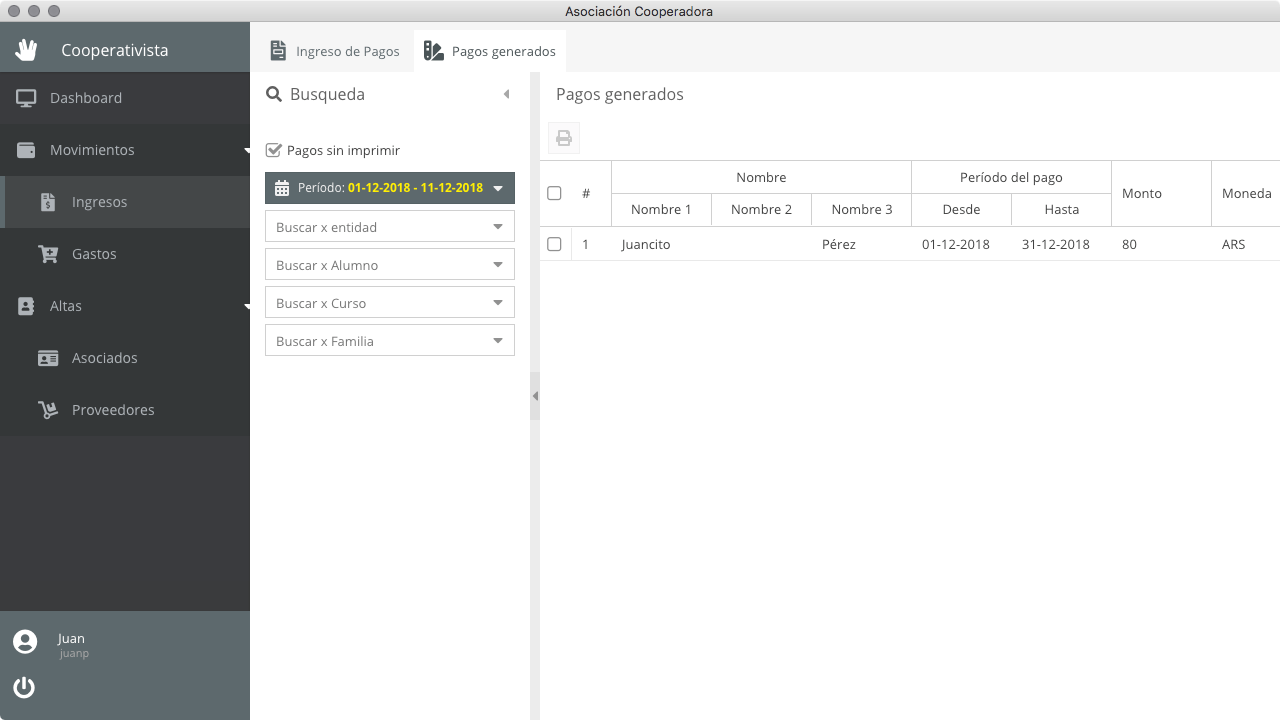 Asociación Cooperadora
Cooperativista
Dashboard
Movimientos
Ingresos
Gastos
Altas
Asociados
Proveedores
Juan
juanp
Ingreso de Pagos
Pagos generados
Busqueda
Pagos sin imprimir
Período: 01-12-2018 - 11-12-2018
Buscar x entidad
Buscar x Alumno
Buscar x Curso
Buscar x Familia
Pagos generados
# Nombre Período del pago Monto Moneda
Nombre 1 Nombre 2 Nombre 3 Desde Hasta
1 Juancito Pérez 01-12-2018 31-12-2018 80 ARS